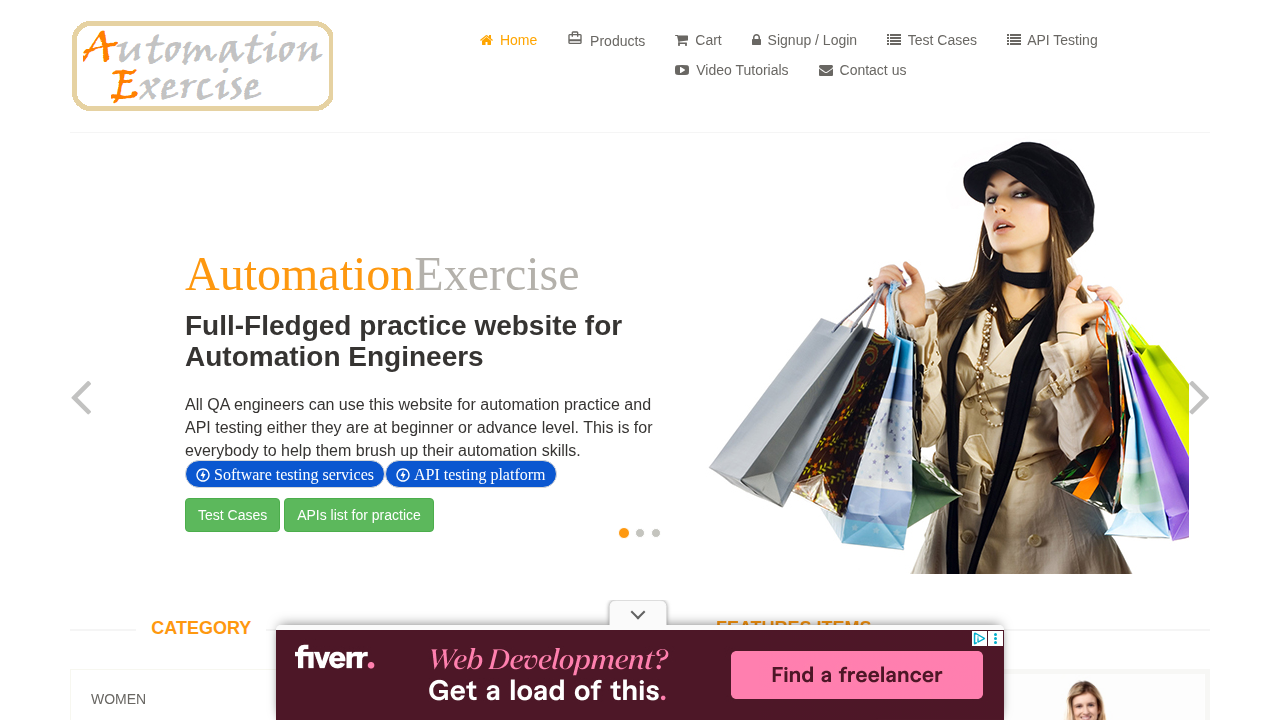 Automation
Exercise
Home
Products
Cart
Signup / Login
Test Cases
API Testing
Video Tutorials
Contact us
AutomationExercise
Full-Fledged practice website for
Automation Engineers
All QA engineers can use this website for automation practice and
API testing either they are at beginner or advance level. This is for
everybody to help them brush up their automation skills.
Software testing services
API testing platform
Test Cases
APIs list for practice
CATEGORY
FEATURES ITEMS
WOMEN
fiverr.
Web Development?
Get a load of this.
Find a freelancer